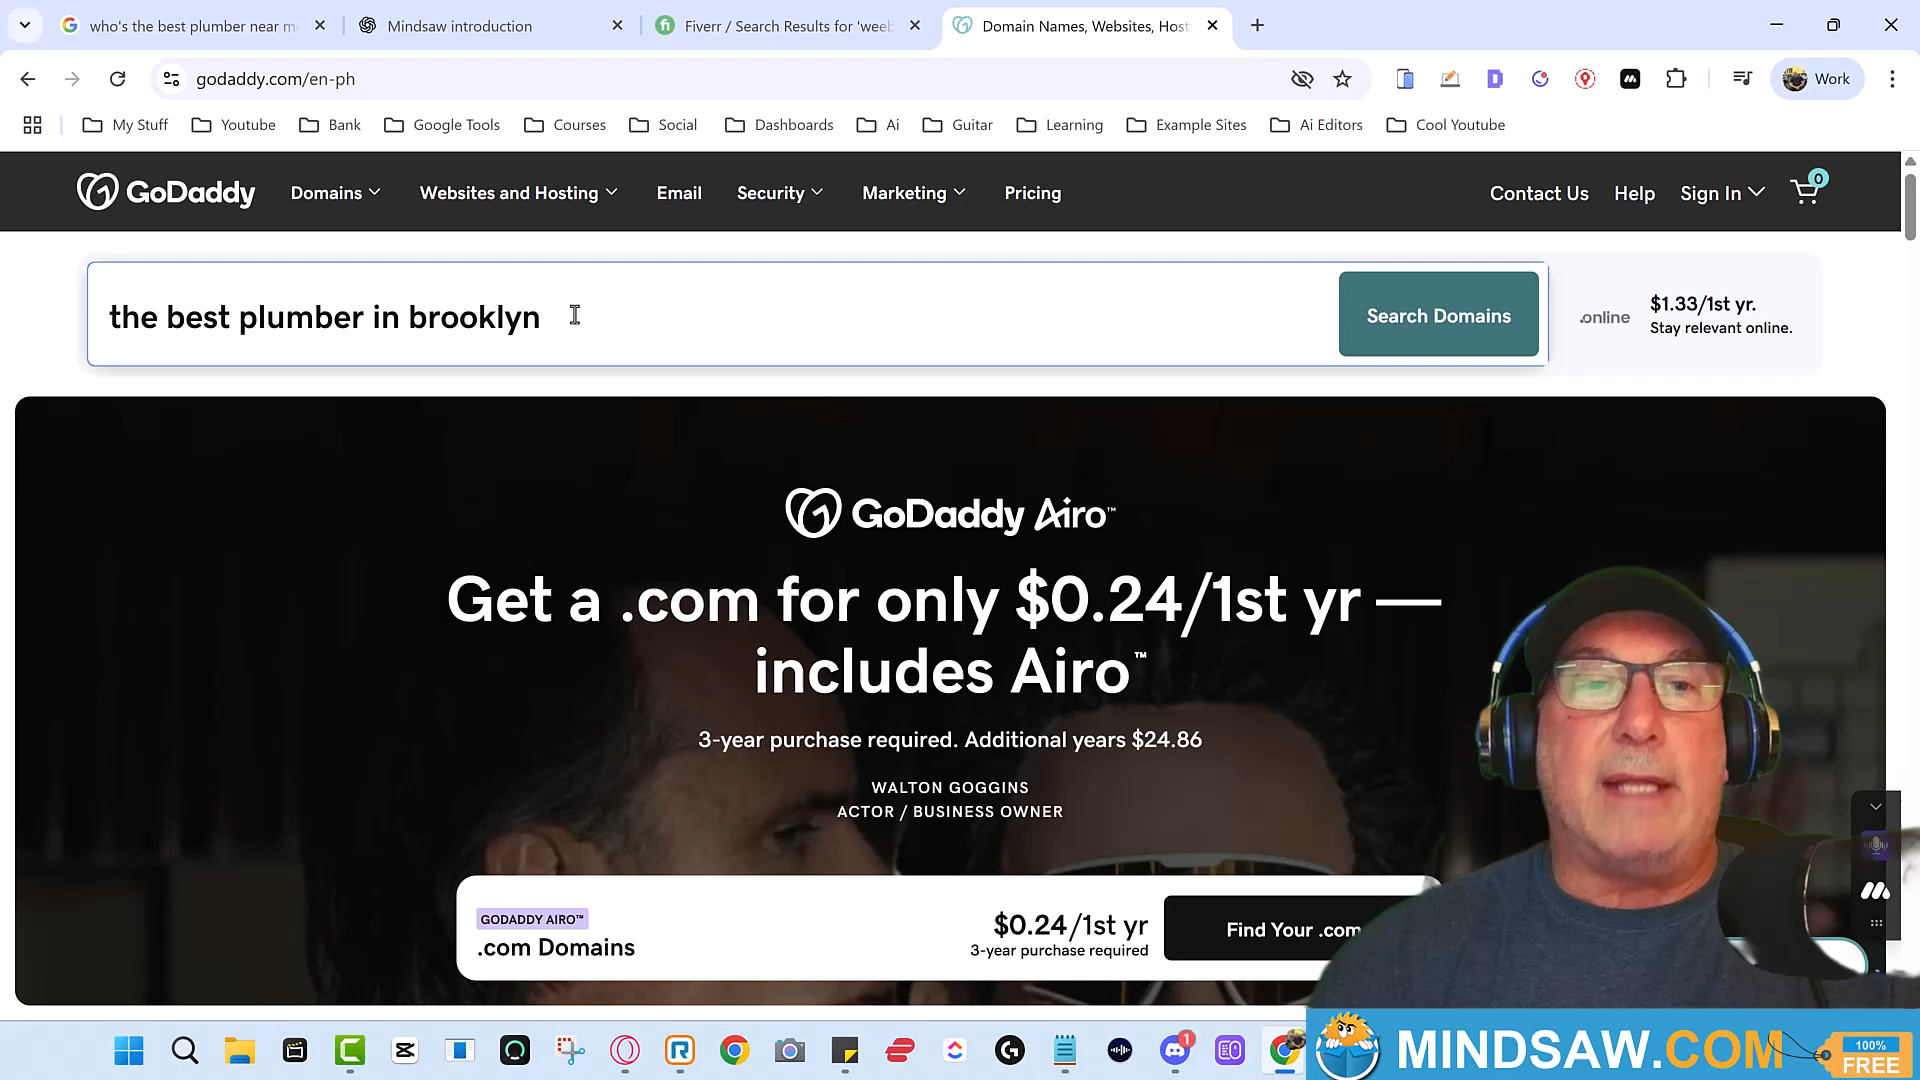 who's the best plumber near m
Mindsaw introduction
Fiverr / Search Results for 'weeb
Domain Names, Websites, Host
godaddy.com/en-ph
Work
My Stuff
Youtube
Bank
Google Tools
Courses
Social
Dashboards
Ai
Guitar
Learning
Example Sites
Ai Editors
Cool Youtube
GoDaddy
Domains
Websites and Hosting
Email
Security
Marketing
Pricing
Contact Us
Help
Sign In
0
the best plumber in brooklyn
Search Domains
.online
$1.33/1st yr.
Stay relevant online.
GoDaddy Airo™
Get a .com for only $0.24/1st yr —
includes Airo™
3-year purchase required. Additional years $24.86
WALTON GOGGINS
ACTOR / BUSINESS OWNER
GODADDY AIRO™
.com Domains
$0.24/1st yr
3-year purchase required
Find Your .com
1
MINDSAW.COM
100%
FREE